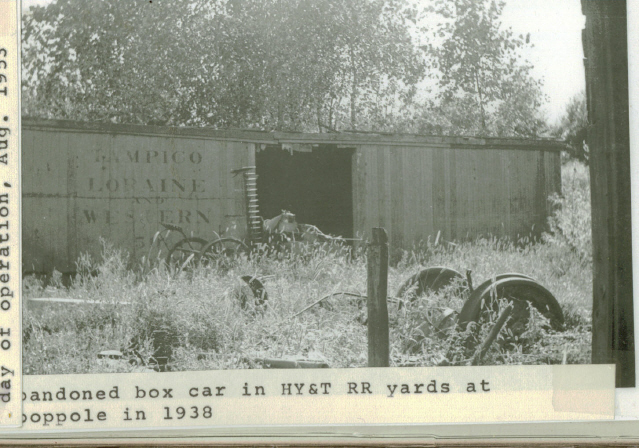 day of operation, Aug. 1955
TAMPICO
LORAINE
AND
WESTERN
bandoned box car in HY&T RR yards at
oppole in 1938